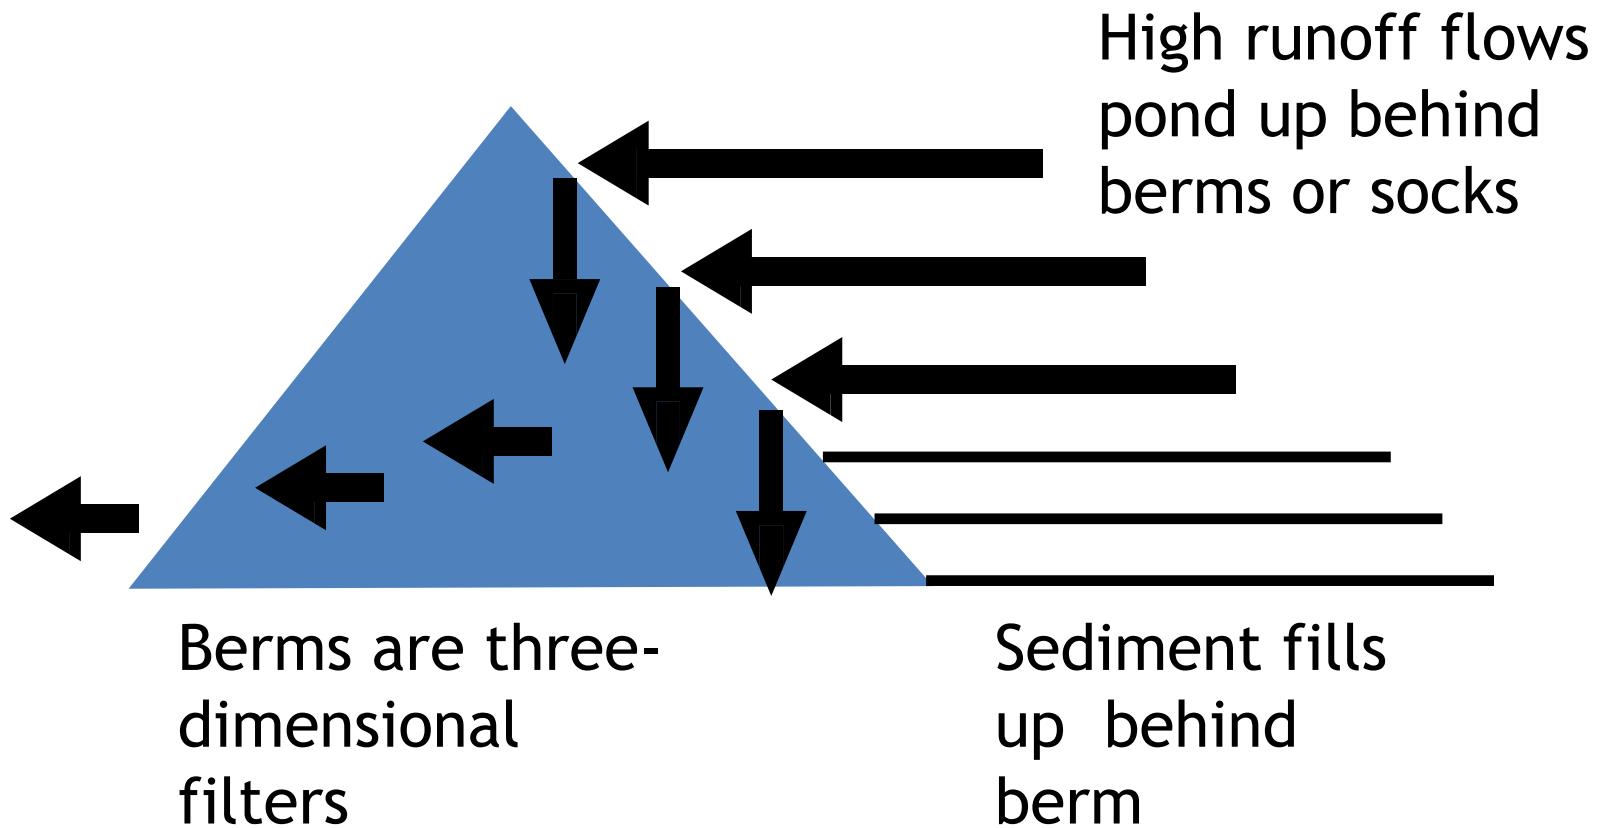 High runoff flows
pond up behind
berms or socks
Berms are three-
dimensional
filters
Sediment fills
up behind
berm